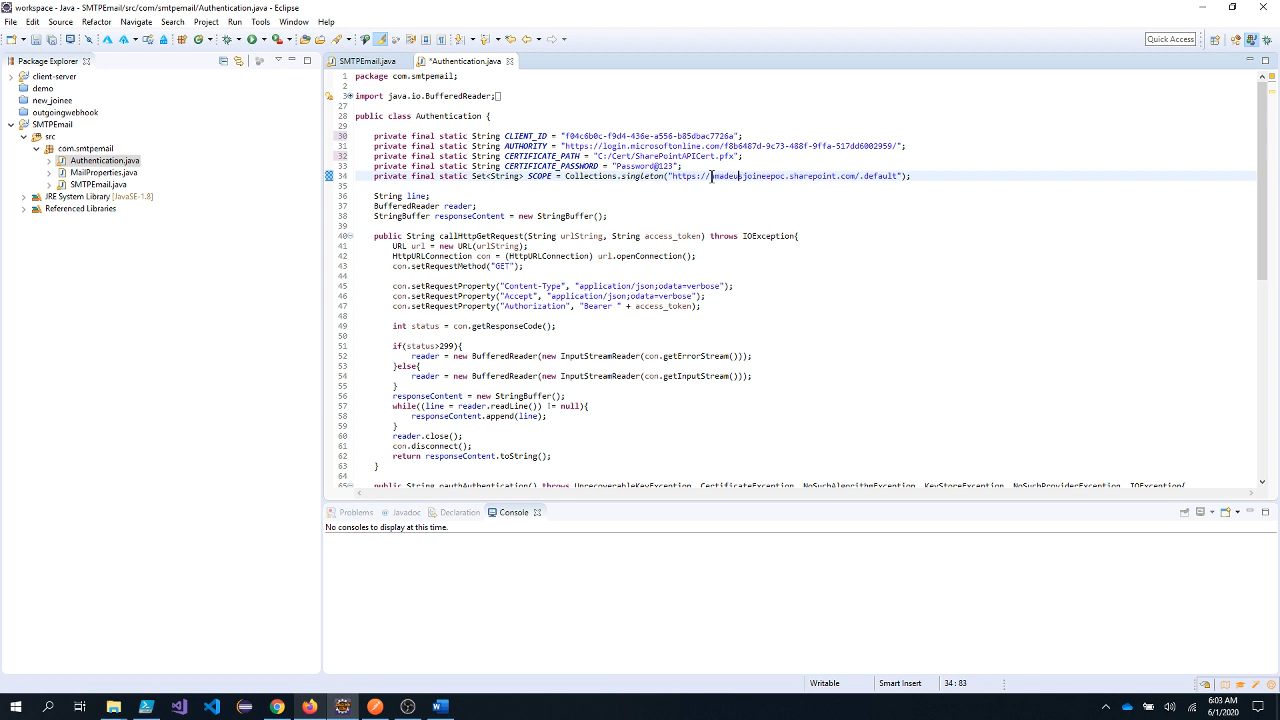 workspace - Java - SMTPEmail/src/com/smtpemail/Authentication.java - Eclipse
File Edit Source Refactor Navigate Search Project Run Tools Window Help
Quick Access
Package Explorer
SMTPEmail.java
*Authentication.java
client-server
demo
new_joinee
outgoingwebhook
SMTPEmail
src
com.smtpemail
Authentication.java
MailProperties.java
SMTPEmail.java
JRE System Library [JavaSE-1.8]
Referenced Libraries
1 package com.smtpemail;
2
3 import java.io.BufferedReader;
27
28 public class Authentication {
29
30 private final static String CLIENT_ID = "f04c6b0c-f9d4-436e-a556-b85dbac7726a";
31 private final static String AUTHORITY = "https://login.microsoftonline.com/f8b6487d-9c73-488f-9ffa-517dd6002959/";
32 private final static String CERTIFICATE_PATH = "C:/Cert/SharePointAPICert.pfx";
33 private final static String CERTIFICATE_PASSWORD = "Password@123";
34 private final static Set<String> SCOPE = Collections.singleton("https:// joineepoc.sharepoint.com/.default");
35
36 String line;
37 BufferedReader reader;
38 StringBuffer responseContent = new StringBuffer();
39
40 public String callHttpGetRequest(String urlString, String access_token) throws IOException{
41 URL url = new URL(urlString);
42 HttpURLConnection con = (HttpURLConnection) url.openConnection();
43 con.setRequestMethod("GET");
44
45 con.setRequestProperty("Content-Type", "application/json;odata=verbose");
46 con.setRequestProperty("Accept", "application/json;odata=verbose");
47 con.setRequestProperty("Authorization", "Bearer " + access_token);
48
49 int status = con.getResponseCode();
50
51 if(status>299){
52 reader = new BufferedReader(new InputStreamReader(con.getErrorStream()));
53 }else{
54 reader = new BufferedReader(new InputStreamReader(con.getInputStream()));
55 }
56 responseContent = new StringBuffer();
57 while((line = reader.readLine()) != null){
58 responseContent.append(line);
59 }
60 reader.close();
61 con.disconnect();
62 return responseContent.toString();
63 }
64
65 public String oauthAuthentication() throws UnrecoverableKeyException, CertificateException, NoSuchAlgorithmException, KeyStoreException, NoSuchProviderException, IOException{
Problems Javadoc Declaration Console
No consoles to display at this time.
Writable Smart Insert 34 : 83
6:03 AM
6/1/2020